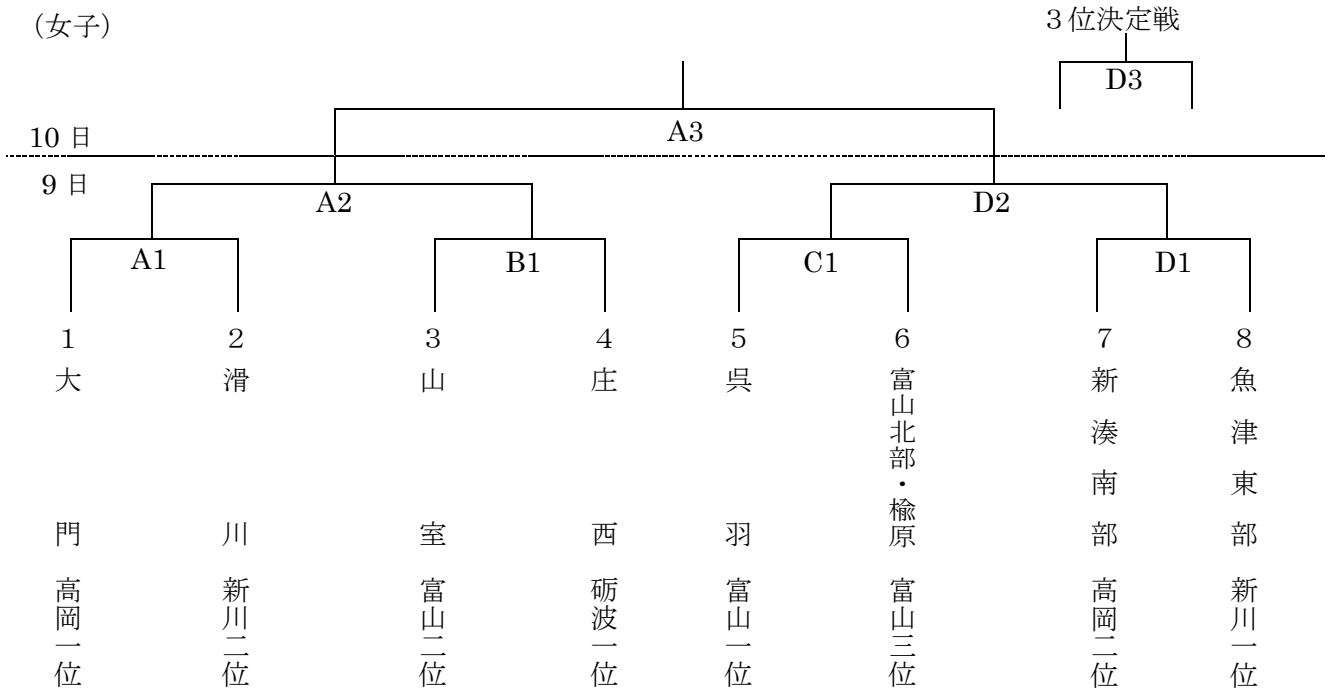 （女子）
３位決定戦
D3
A3
10 日
9 日
A2
D2
A1
B1
C1
D1
１
２
３
４
５
６
７
８
大門
滑川
山室
庄西
呉羽
富山北部・楡原
新湊南部
魚津東部
高岡一位
新川二位
富山二位
砺波一位
富山一位
富山三位
高岡二位
新川一位